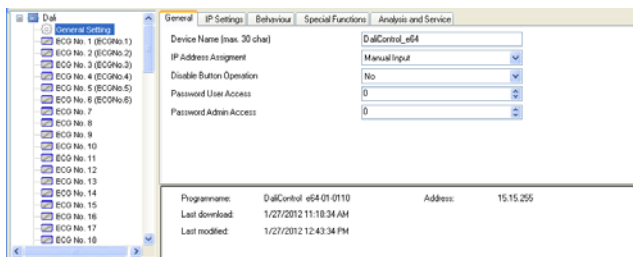 Dali
General Setting
ECG No. 1 (ECGNo.1)
ECG No. 2 (ECGNo.2)
ECG No. 3 (ECGNo.3)
ECG No. 4 (ECGNo.4)
ECG No. 5 (ECGNo.5)
ECG No. 6 (ECGNo.6)
ECG No. 7
ECG No. 8
ECG No. 9
ECG No. 10
ECG No. 11
ECG No. 12
ECG No. 13
ECG No. 14
ECG No. 15
ECG No. 16
ECG No. 17
ECG No. 18
General IP Settings Behaviour Special Functions Analysis and Service
Device Name (max. 30 char) DaliControl_e64
IP Address Assigment Manual Input
Disable Button Operation No
Password User Access 0
Password Admin Access 0
Programname: DaliControl e64-01-0110 Address: 15.15.255
Last download: 1/27/2012 11:18:34 AM
Last modified: 1/27/2012 12:43:34 PM